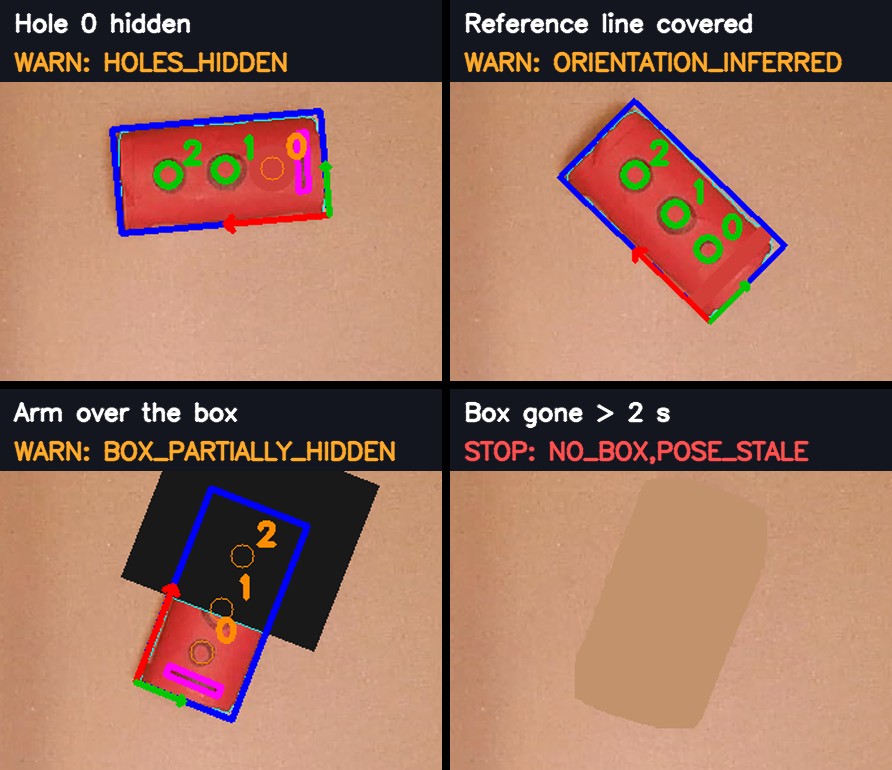 Hole 0 hidden
WARN: HOLES_HIDDEN
2 1 0
Reference line covered
WARN: ORIENTATION_INFERRED
2
1
0
Arm over the box
WARN: BOX_PARTIALLY_HIDDEN
2
1
0
Box gone > 2 s
STOP: NO_BOX,POSE_STALE